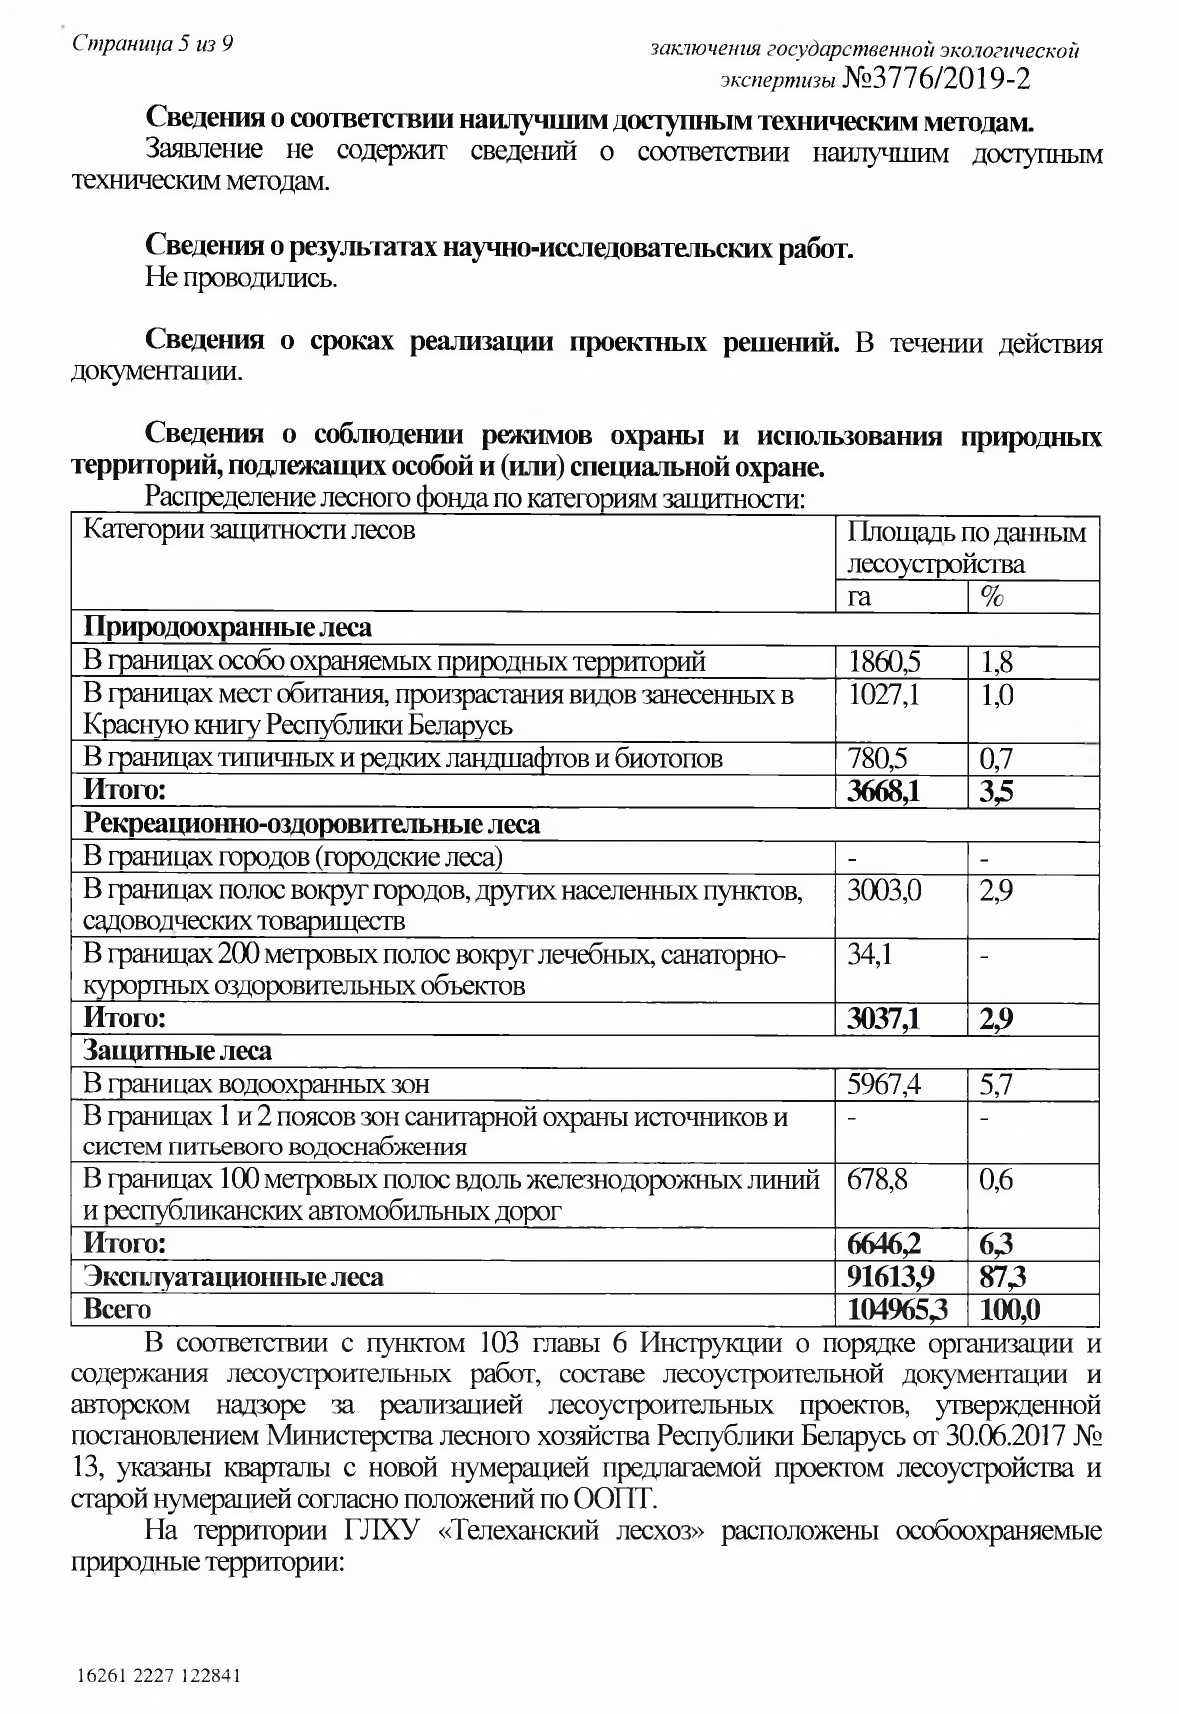 Страница 5 из 9
заключения государственной экологической
экспертизы №3776/2019-2
Сведения о соответствии наилучшим доступным техническим методам.
Заявление не содержит сведений о соответствии наилучшим доступным
техническим методам.
Сведения о результатах научно-исследовательских работ.
Не проводились.
Сведения о сроках реализации проектных решений. В течении действия
документации.
Сведения о соблюдении режимов охраны и использования природных
территорий, подлежащих особой и (или) специальной охране.
Распределение лесного фонда по категориям защитности:
Категории защитности лесов
Площадь по данным
лесоустройства
га %
Природоохранные леса
В границах особо охраняемых природных территорий 1860,5 1,8
В границах мест обитания, произрастания видов занесенных в 1027,1 1,0
Красную книгу Республики Беларусь
В границах типичных и редких ландшафтов и биотопов 780,5 0,7
Итого: 3668,1 3,5
Рекреационно-оздоровительные леса
В границах городов (городские леса) - -
В границах полос вокруг городов, других населенных пунктов, 3003,0 2,9
садоводческих товариществ
В границах 200 метровых полос вокруг лечебных, санаторно- 34,1 -
курортных оздоровительных объектов
Итого: 3037,1 2,9
Защитные леса
В границах водоохранных зон 5967,4 5,7
В границах 1 и 2 поясов зон санитарной охраны источников и - -
систем питьевого водоснабжения
В границах 100 метровых полос вдоль железнодорожных линий 678,8 0,6
и республиканских автомобильных дорог
Итого: 6646,2 6,3
Эксплуатационные леса 91613,9 87,3
Всего 104965,3 100,0
В соответствии с пунктом 103 главы 6 Инструкции о порядке организации и
содержания лесоустроительных работ, составе лесоустроительной документации и
авторском надзоре за реализацией лесоустроительных проектов, утвержденной
постановлением Министерства лесного хозяйства Республики Беларусь от 30.06.2017 №
13, указаны кварталы с новой нумерацией предлагаемой проектом лесоустройства и
старой нумерацией согласно положений по ООПТ.
На территории ГЛХУ «Телеханский лесхоз» расположены особоохраняемые
природные территории:
16261 2227 122841